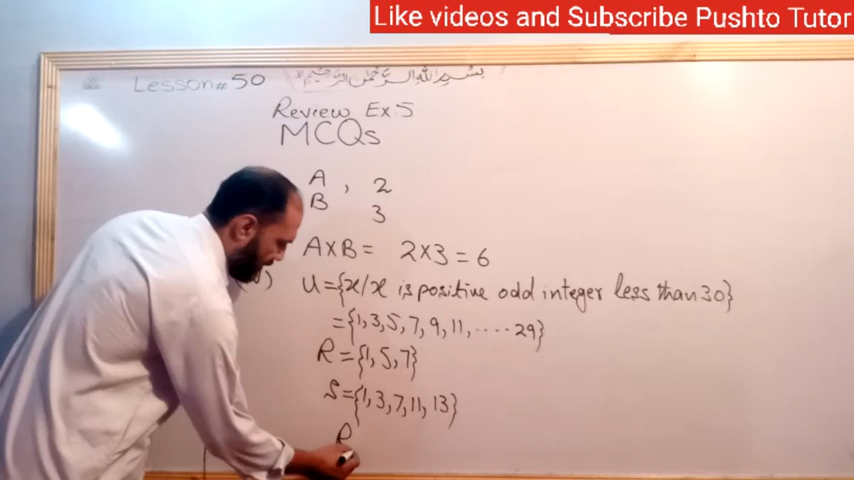 Like videos and Subscribe Pushto Tutor
Lesson# 50 بسم الله الرحمن الرحيم
Review Ex:5
MCQs
A , 2
B 3
A×B = 2×3 = 6
U={x/x is positive odd integer less than 30}
={1,3,5,7,9,11,.....29}
R={1,5,7}
S={1,3,7,11,13}
R